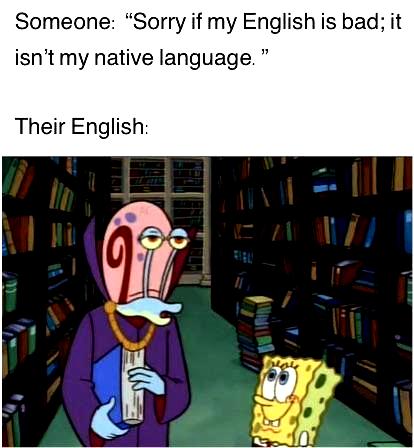 Someone:  “Sorry if my English is bad; it
isn’t my native language. ”
Their English: